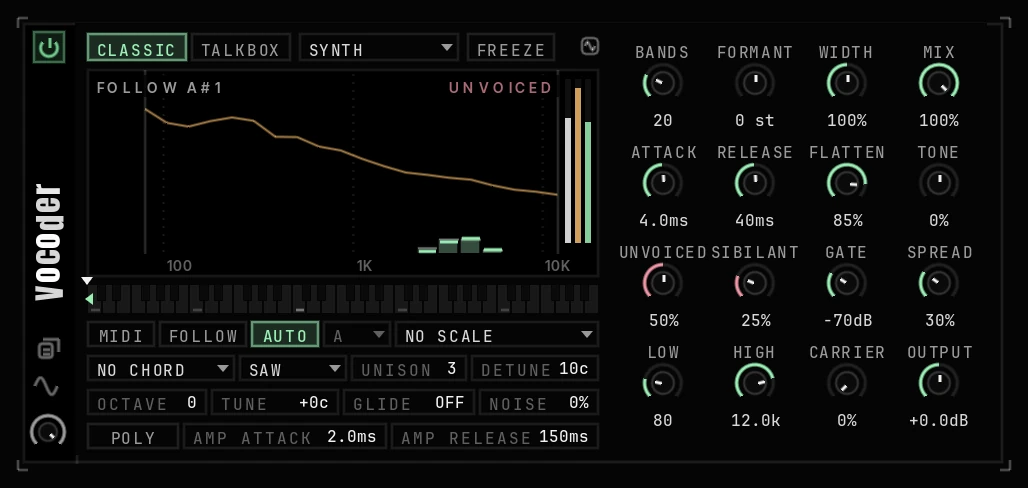 Vocoder
CLASSIC TALKBOX SYNTH FREEZE
FOLLOW A#1 UNVOICED
100 1K 10K
MIDI FOLLOW AUTO A NO SCALE
NO CHORD SAW UNISON 3 DETUNE 10c
OCTAVE 0 TUNE +0c GLIDE OFF NOISE 0%
POLY AMP ATTACK 2.0ms AMP RELEASE 150ms
BANDS FORMANT WIDTH MIX
20 0 st 100% 100%
ATTACK RELEASE FLATTEN TONE
4.0ms 40ms 85% 0%
UNVOICED SIBILANT GATE SPREAD
50% 25% -70dB 30%
LOW HIGH CARRIER OUTPUT
80 12.0k 0% +0.0dB